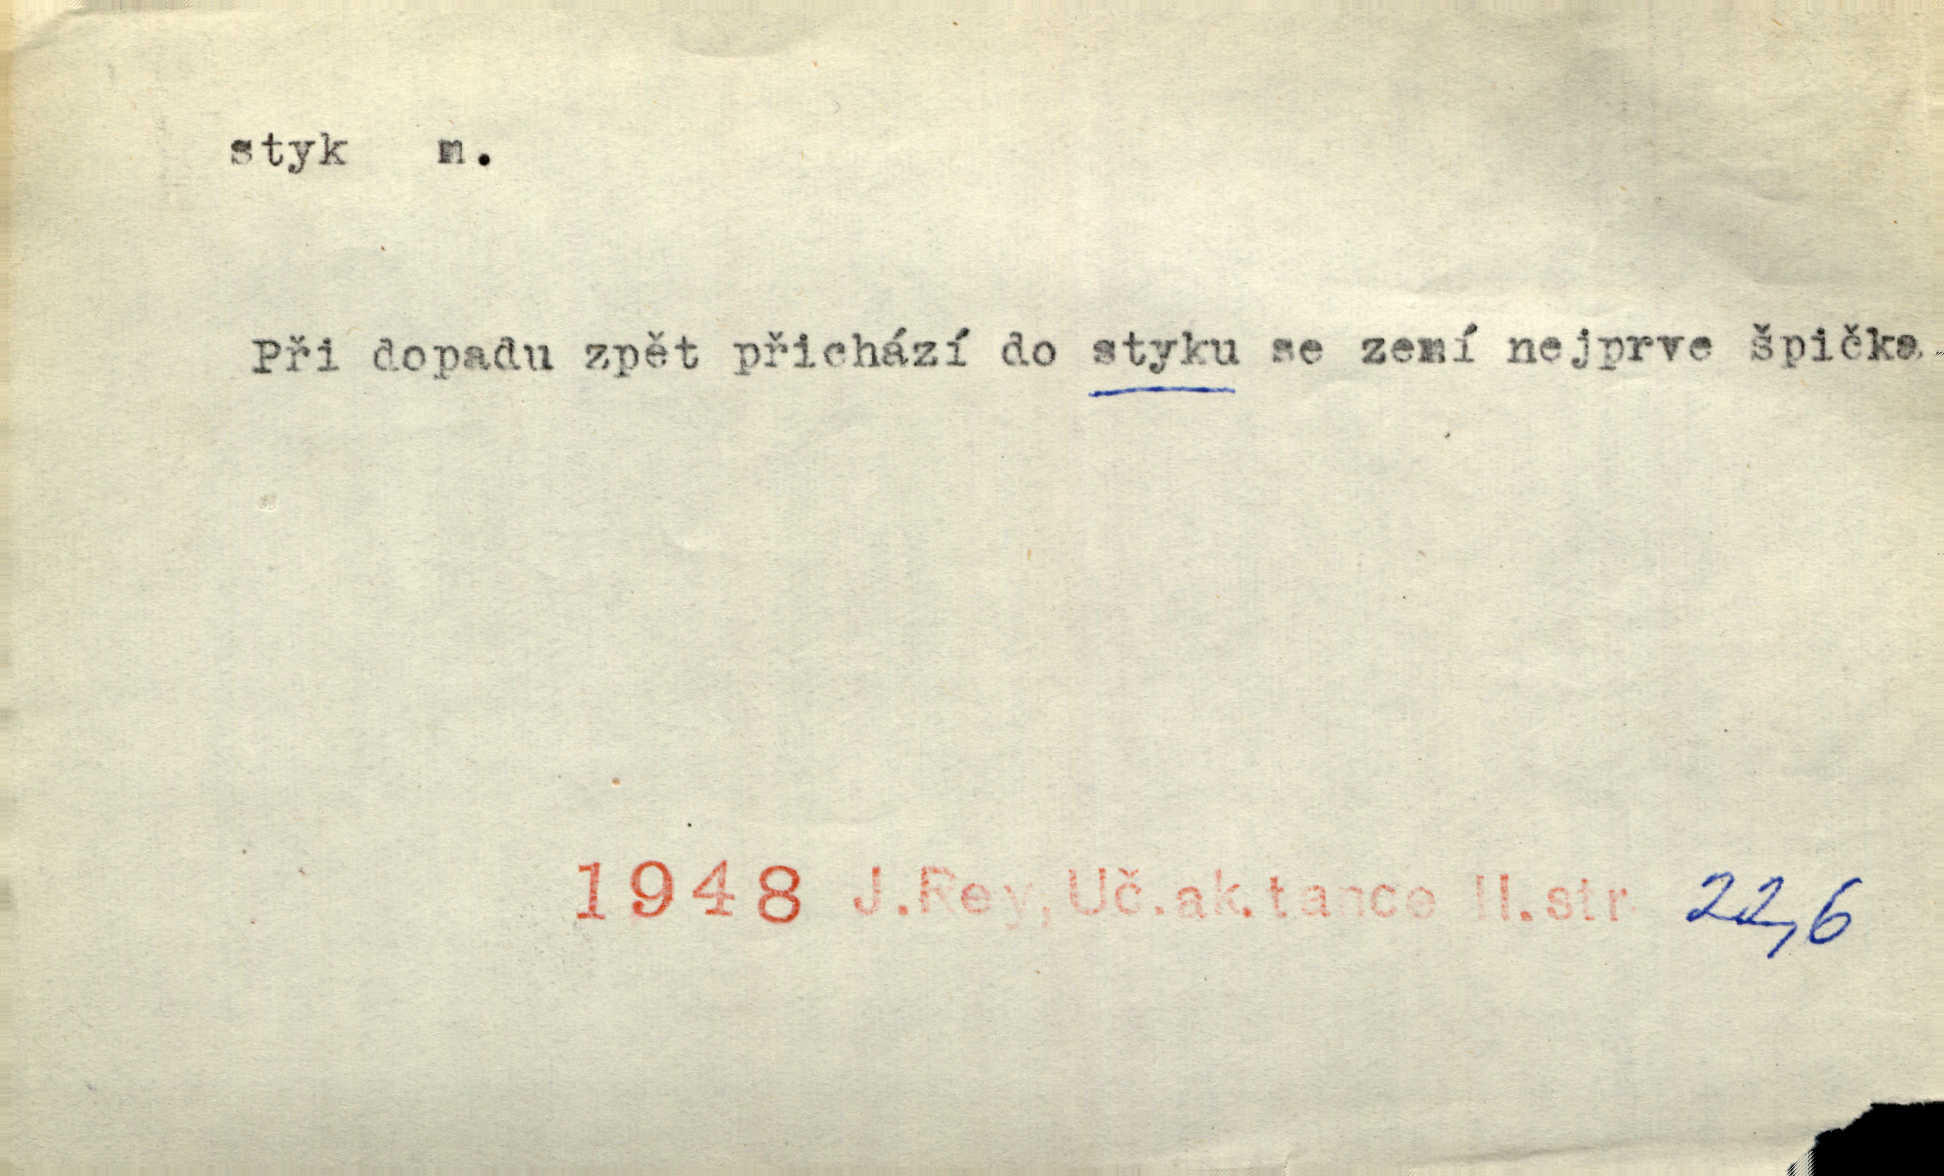 styk m.
Při dopadu zpět přichází do styku se zemí nejprve špička
1948 J.Rey, Uč.ak.tance II.str. 22,6